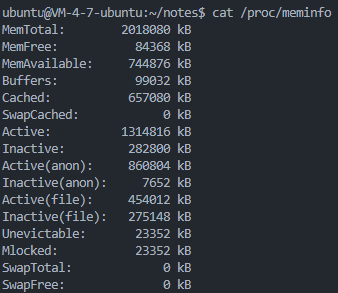 ubuntu@VM-4-7-ubuntu:~/notes$ cat /proc/meminfo
MemTotal:        2018080 kB
MemFree:           84368 kB
MemAvailable:     744876 kB
Buffers:           99032 kB
Cached:           657080 kB
SwapCached:            0 kB
Active:          1314816 kB
Inactive:         282800 kB
Active(anon):     860804 kB
Inactive(anon):     7652 kB
Active(file):     454012 kB
Inactive(file):   275148 kB
Unevictable:       23352 kB
Mlocked:           23352 kB
SwapTotal:             0 kB
SwapFree:              0 kB